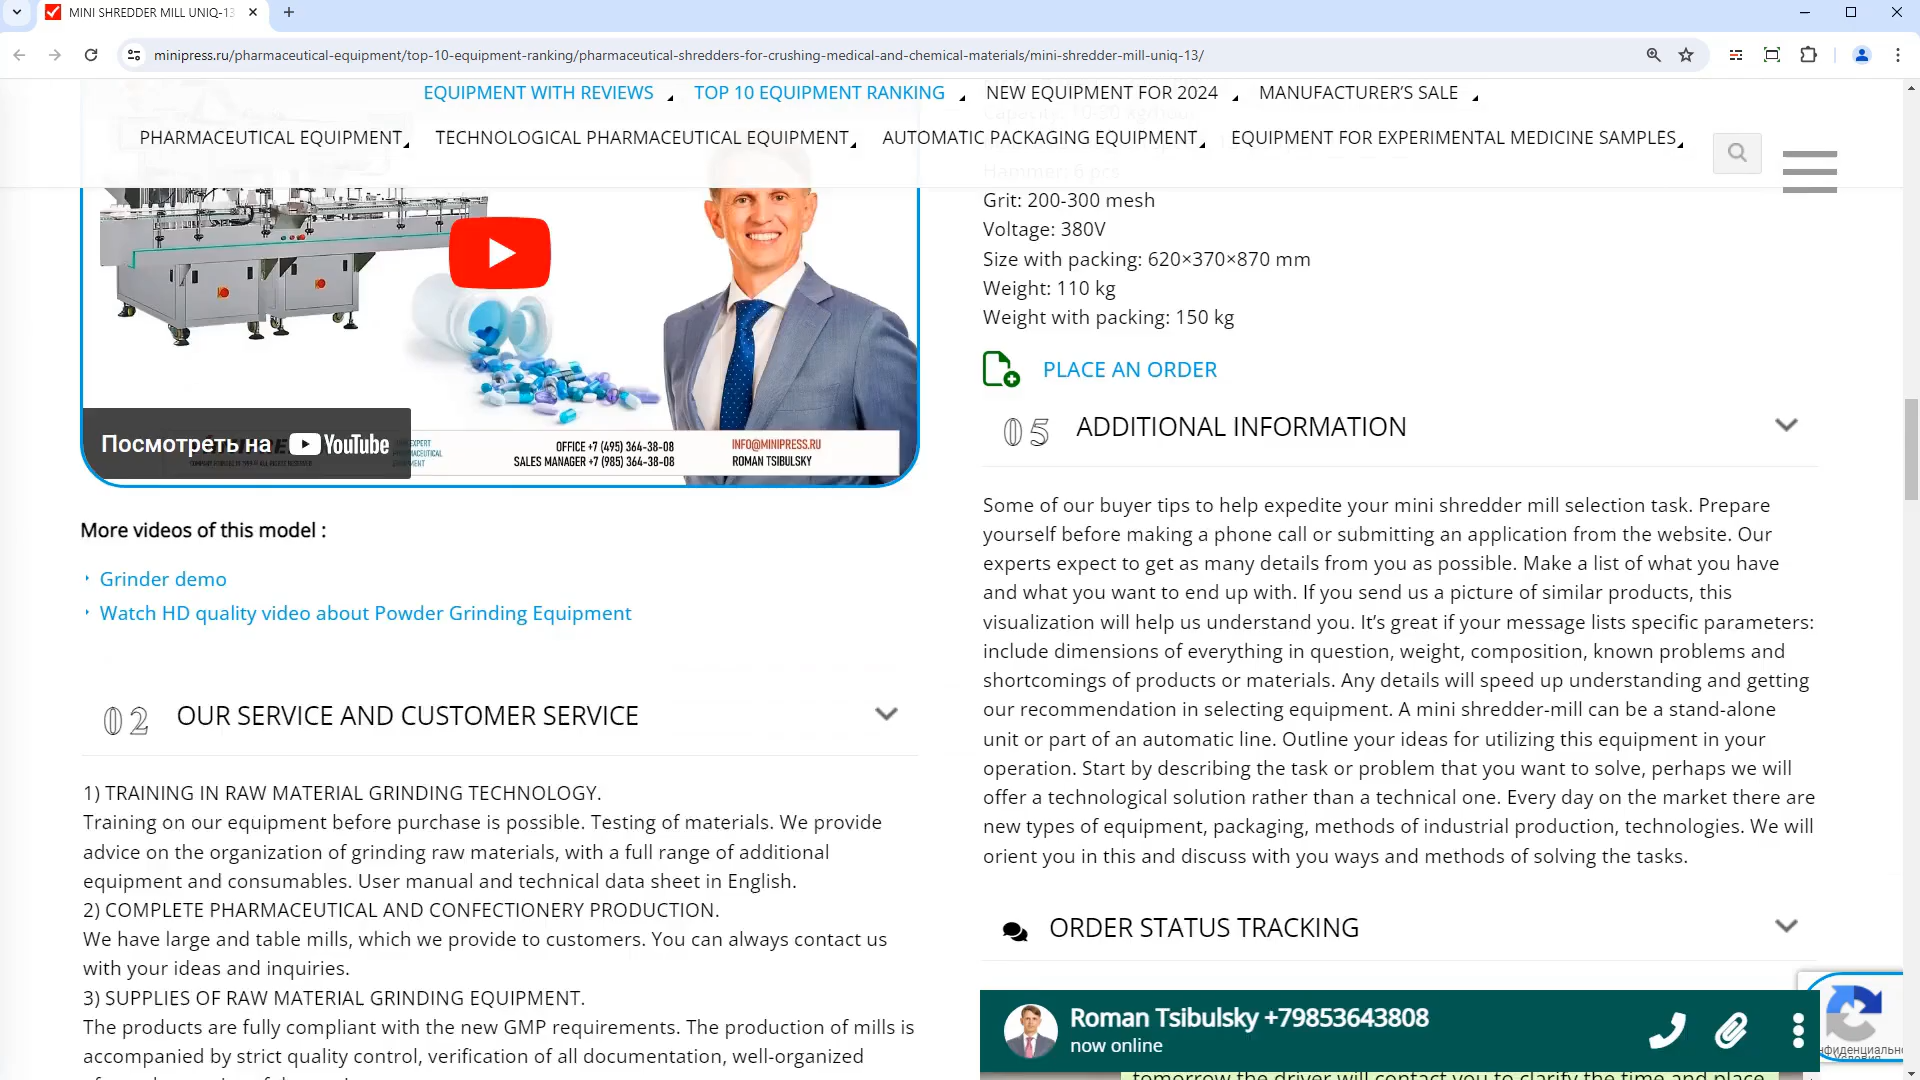 MINI SHREDDER MILL UNIQ-13
minipress.ru/pharmaceutical-equipment/top-10-equipment-ranking/pharmaceutical-shredders-for-crushing-medical-and-chemical-materials/mini-shredder-mill-uniq-13/
EQUIPMENT WITH REVIEWS
TOP 10 EQUIPMENT RANKING
NEW EQUIPMENT FOR 2024
MANUFACTURER'S SALE
PHARMACEUTICAL EQUIPMENT
TECHNOLOGICAL PHARMACEUTICAL EQUIPMENT
AUTOMATIC PACKAGING EQUIPMENT
EQUIPMENT FOR EXPERIMENTAL MEDICINE SAMPLES
Посмотреть на YouTube
OFFICE +7 (495) 364-38-08
SALES MANAGER +7 (985) 364-38-08
INFO@MINIPRESS.RU
ROMAN TSIBULSKY
More videos of this model :
Grinder demo
Watch HD quality video about Powder Grinding Equipment
02 OUR SERVICE AND CUSTOMER SERVICE
1) TRAINING IN RAW MATERIAL GRINDING TECHNOLOGY.
Training on our equipment before purchase is possible. Testing of materials. We provide
advice on the organization of grinding raw materials, with a full range of additional
equipment and consumables. User manual and technical data sheet in English.
2) COMPLETE PHARMACEUTICAL AND CONFECTIONERY PRODUCTION.
We have large and table mills, which we provide to customers. You can always contact us
with your ideas and inquiries.
3) SUPPLIES OF RAW MATERIAL GRINDING EQUIPMENT.
The products are fully compliant with the new GMP requirements. The production of mills is
accompanied by strict quality control, verification of all documentation, well-organized
Hammer: 6 pcs
Grit: 200-300 mesh
Voltage: 380V
Size with packing: 620×370×870 mm
Weight: 110 kg
Weight with packing: 150 kg
PLACE AN ORDER
05 ADDITIONAL INFORMATION
Some of our buyer tips to help expedite your mini shredder mill selection task. Prepare
yourself before making a phone call or submitting an application from the website. Our
experts expect to get as many details from you as possible. Make a list of what you have
and what you want to end up with. If you send us a picture of similar products, this
visualization will help us understand you. It's great if your message lists specific parameters:
include dimensions of everything in question, weight, composition, known problems and
shortcomings of products or materials. Any details will speed up understanding and getting
our recommendation in selecting equipment. A mini shredder-mill can be a stand-alone
unit or part of an automatic line. Outline your ideas for utilizing this equipment in your
operation. Start by describing the task or problem that you want to solve, perhaps we will
offer a technological solution rather than a technical one. Every day on the market there are
new types of equipment, packaging, methods of industrial production, technologies. We will
orient you in this and discuss with you ways and methods of solving the tasks.
ORDER STATUS TRACKING
Roman Tsibulsky +79853643808
now online
tomorrow the driver will contact you to clarify the time and place